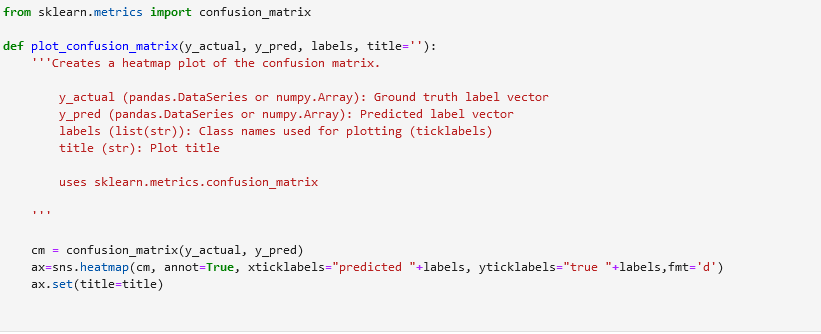 from sklearn.metrics import confusion_matrix
def plot_confusion_matrix(y_actual, y_pred, labels, title=''):
'''Creates a heatmap plot of the confusion matrix.
y_actual (pandas.DataSeries or numpy.Array): Ground truth label vector
y_pred (pandas.DataSeries or numpy.Array): Predicted label vector
labels (list(str)): Class names used for plotting (ticklabels)
title (str): Plot title
uses sklearn.metrics.confusion_matrix
'''
cm = confusion_matrix(y_actual, y_pred)
ax=sns.heatmap(cm, annot=True, xticklabels="predicted "+labels, yticklabels="true "+labels,fmt='d')
ax.set(title=title)